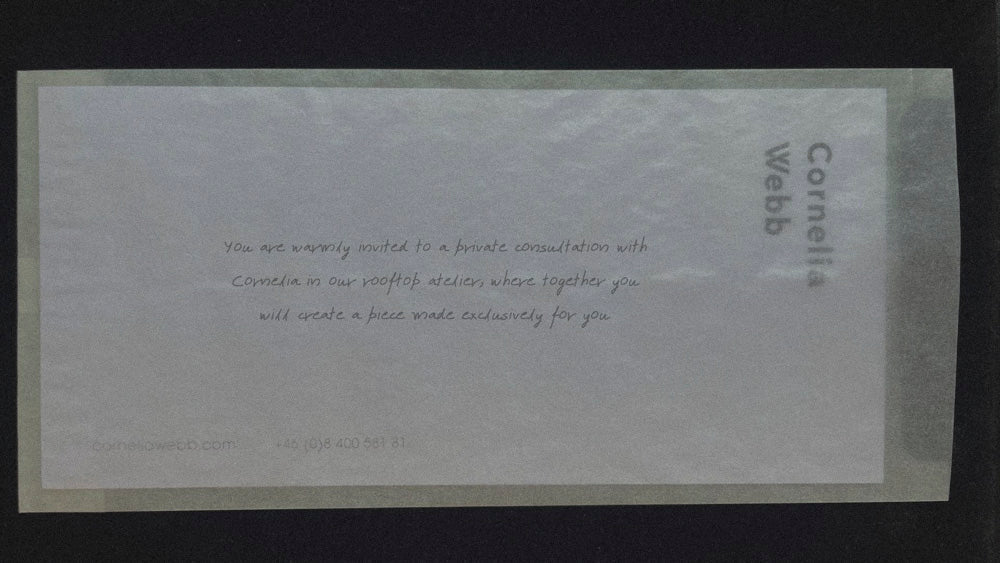 Cornelia
Webb
You are warmly invited to a private consultation with
Cornelia in our rooftop atelier, where together you
will create a piece made exclusively for you
corneliawebb.com +46 (0)8 400 581 81